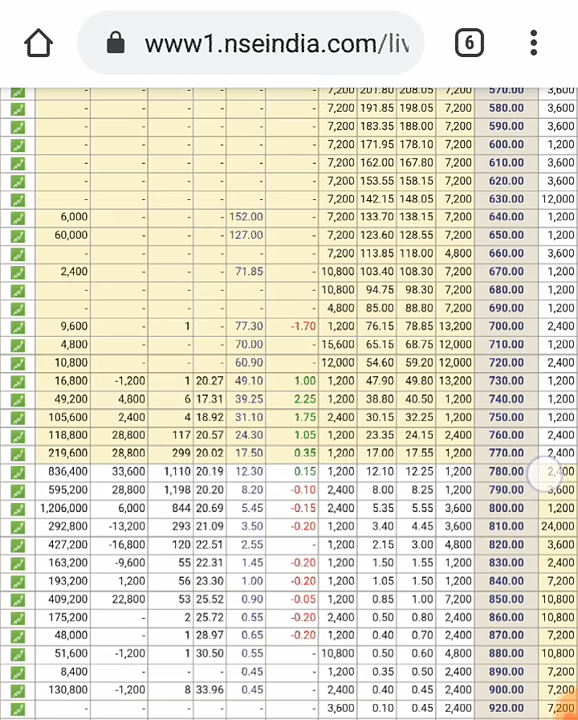 www1.nseindia.com/liv 6
- - - - - - 7,200 201.80 208.05 7,200 570.00 3,600
- - - - - - 7,200 191.85 198.05 7,200 580.00 3,600
- - - - - - 7,200 183.35 188.00 7,200 590.00 3,600
- - - - - - 7,200 171.95 178.10 7,200 600.00 1,200
- - - - - - 7,200 162.00 167.80 7,200 610.00 3,600
- - - - - - 7,200 153.55 158.15 7,200 620.00 3,600
- - - - - - 7,200 142.15 148.05 7,200 630.00 12,000
6,000 - - - 152.00 - 7,200 133.70 138.15 7,200 640.00 1,200
60,000 - - - 127.00 - 7,200 123.60 128.55 7,200 650.00 1,200
- - - - - - 7,200 113.85 118.00 4,800 660.00 3,600
2,400 - - - 71.85 - 10,800 103.40 108.30 7,200 670.00 1,200
- - - - - - 10,800 94.75 98.30 7,200 680.00 1,200
- - - - - - 4,800 85.00 88.80 7,200 690.00 1,200
9,600 - 1 - 77.30 -1.70 1,200 76.15 78.85 13,200 700.00 2,400
4,800 - - - 70.00 - 15,600 65.15 68.75 12,000 710.00 1,200
10,800 - - - 60.90 - 12,000 54.60 59.20 12,000 720.00 2,400
16,800 -1,200 1 20.27 49.10 1.00 1,200 47.90 49.80 13,200 730.00 1,200
49,200 4,800 6 17.31 39.25 2.25 1,200 38.80 40.50 1,200 740.00 1,200
105,600 2,400 4 18.92 31.10 1.75 2,400 30.15 32.25 1,200 750.00 1,200
118,800 28,800 117 20.57 24.30 1.05 1,200 23.35 24.15 2,400 760.00 2,400
219,600 28,800 299 20.02 17.50 0.35 1,200 17.00 17.55 1,200 770.00 2,400
836,400 33,600 1,110 20.19 12.30 0.15 1,200 12.10 12.25 1,200 780.00 2,400
595,200 28,800 1,198 20.20 8.20 -0.10 2,400 8.00 8.25 1,200 790.00 3,600
1,206,000 6,000 844 20.69 5.45 -0.15 2,400 5.35 5.55 3,600 800.00 1,200
292,800 -13,200 293 21.09 3.50 -0.20 1,200 3.40 4.45 3,600 810.00 24,000
427,200 -16,800 120 22.51 2.55 - 1,200 2.15 3.00 4,800 820.00 3,600
163,200 -9,600 55 22.31 1.45 -0.20 1,200 1.50 1.55 1,200 830.00 2,400
193,200 1,200 56 23.30 1.00 -0.20 1,200 1.05 1.50 1,200 840.00 7,200
409,200 22,800 53 25.52 0.90 -0.05 1,200 0.85 1.00 7,200 850.00 10,800
175,200 - 2 25.72 0.55 -0.20 2,400 0.50 0.80 2,400 860.00 10,800
48,000 - 1 28.97 0.65 -0.20 1,200 0.40 0.70 2,400 870.00 7,200
51,600 -1,200 1 30.50 0.55 - 10,800 0.50 0.60 4,800 880.00 10,800
8,400 - - - 0.45 - 1,200 0.35 0.50 2,400 890.00 7,200
130,800 -1,200 8 33.96 0.45 - 2,400 0.40 0.45 2,400 900.00 7,200
- - - - - - 3,600 0.10 0.45 2,400 920.00 7,200